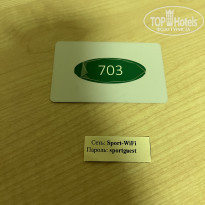 TOP Hotels
703
Сеть: Sport-WiFi
Пароль: sportguest